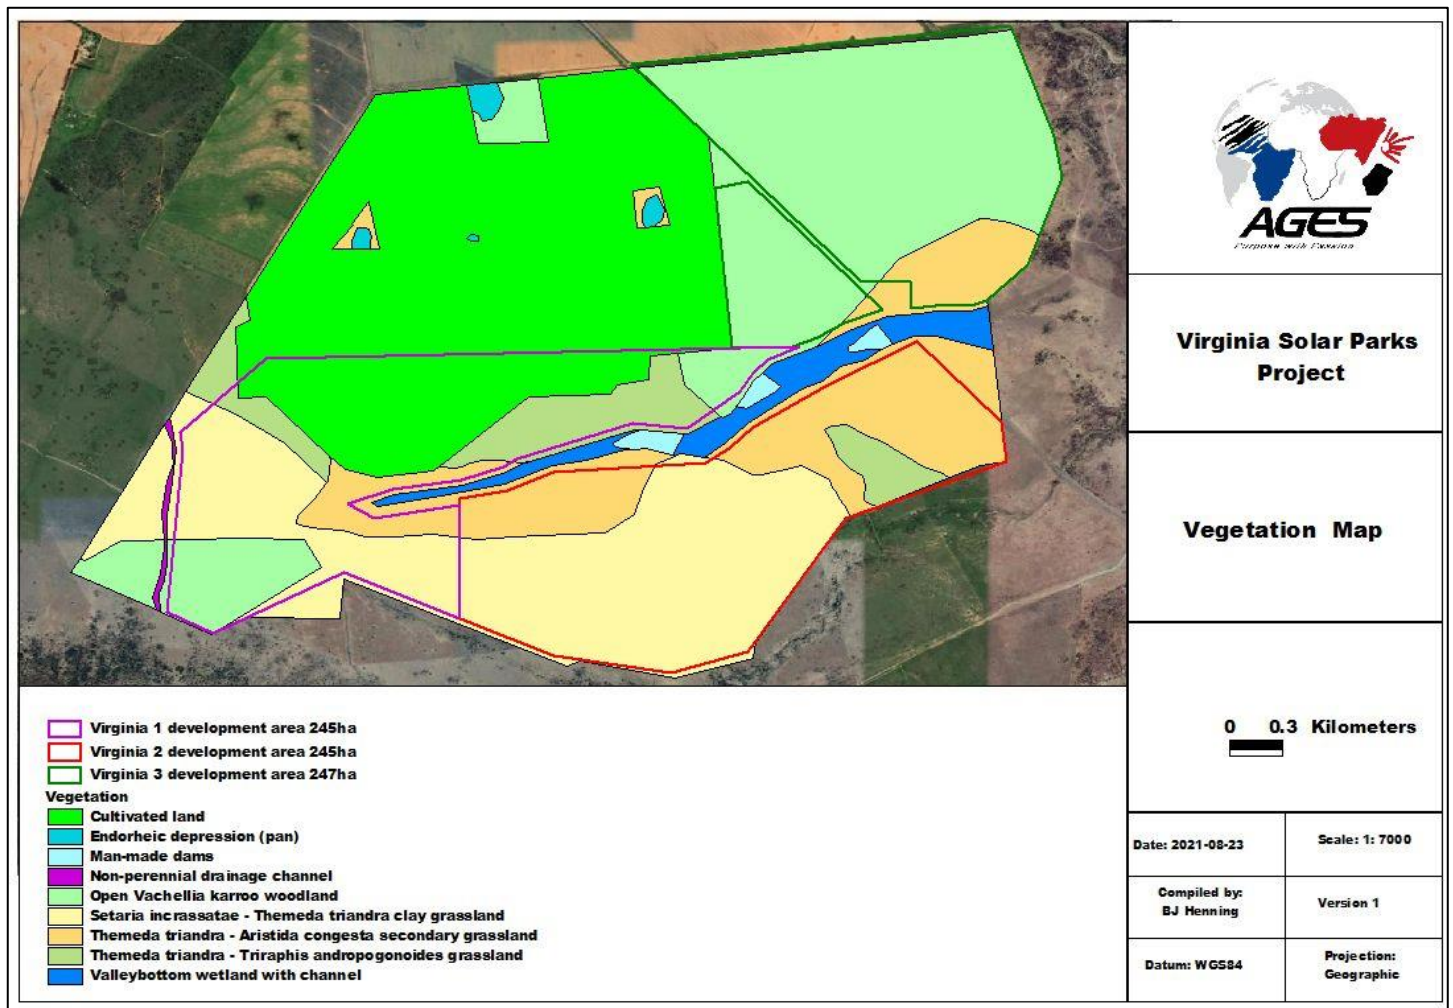 AGES
Purpose with Passion
Virginia Solar Parks
Project
Vegetation Map
0 0.3 Kilometers
Date: 2021-08-23
Scale: 1: 7000
Compiled by:
BJ Henning
Version 1
Datum: WGS84
Projection:
Geographic
Virginia 1 development area 245ha
Virginia 2 development area 245ha
Virginia 3 development area 247ha
Vegetation
Cultivated land
Endorheic depression (pan)
Man-made dams
Non-perennial drainage channel
Open Vachellia karroo woodland
Setaria incrassatae - Themeda triandra clay grassland
Themeda triandra - Aristida congesta secondary grassland
Themeda triandra - Triraphis andropogonoides grassland
Valleybottom wetland with channel